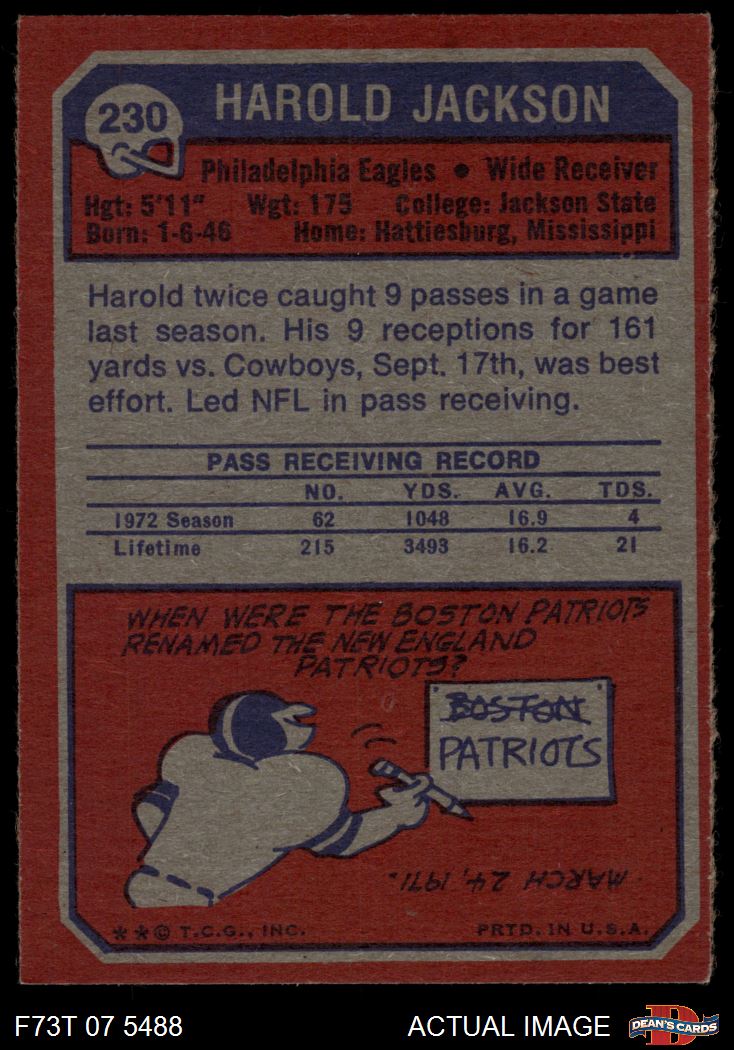 230
HAROLD JACKSON
Philadelphia Eagles • Wide Receiver
Hgt: 5'11" Wgt: 175 College: Jackson State
Born: 1-6-46 Home: Hattiesburg, Mississippi
Harold twice caught 9 passes in a game
last season. His 9 receptions for 161
yards vs. Cowboys, Sept. 17th, was best
effort. Led NFL in pass receiving.
PASS RECEIVING RECORD
NO. YDS. AVG. TDS.
1972 Season 62 1048 16.9 4
Lifetime 215 3493 16.2 21
WHEN WERE THE BOSTON PATRIOTS
RENAMED THE NEW ENGLAND
PATRIOTS?
BOSTON
PATRIOTS
MARCH 24, 1971.
**© T.C.G., INC. PRTD. IN U.S.A.
F73T 07 5488 ACTUAL IMAGE
D
DEAN'S CARDS